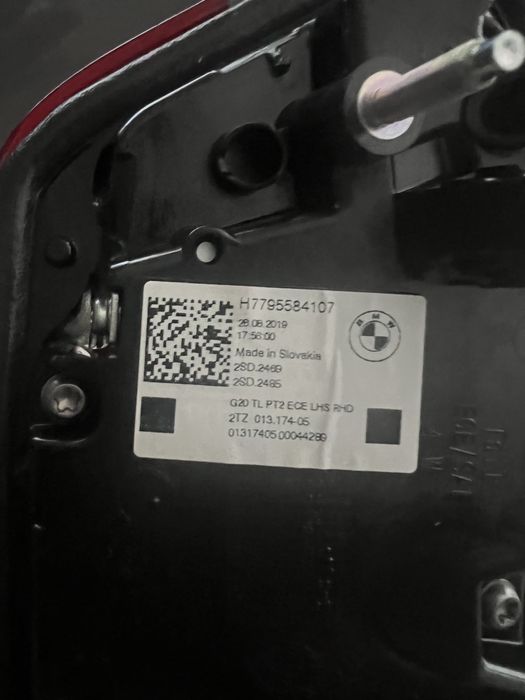 H7795584107
28.08.2019
17:56:00
Made in Slovakia
2SD.2469
2SD.2485
BMW
G20 TL PT2 ECE LHS RHD
2TZ 013.174-05
01317405 00044289